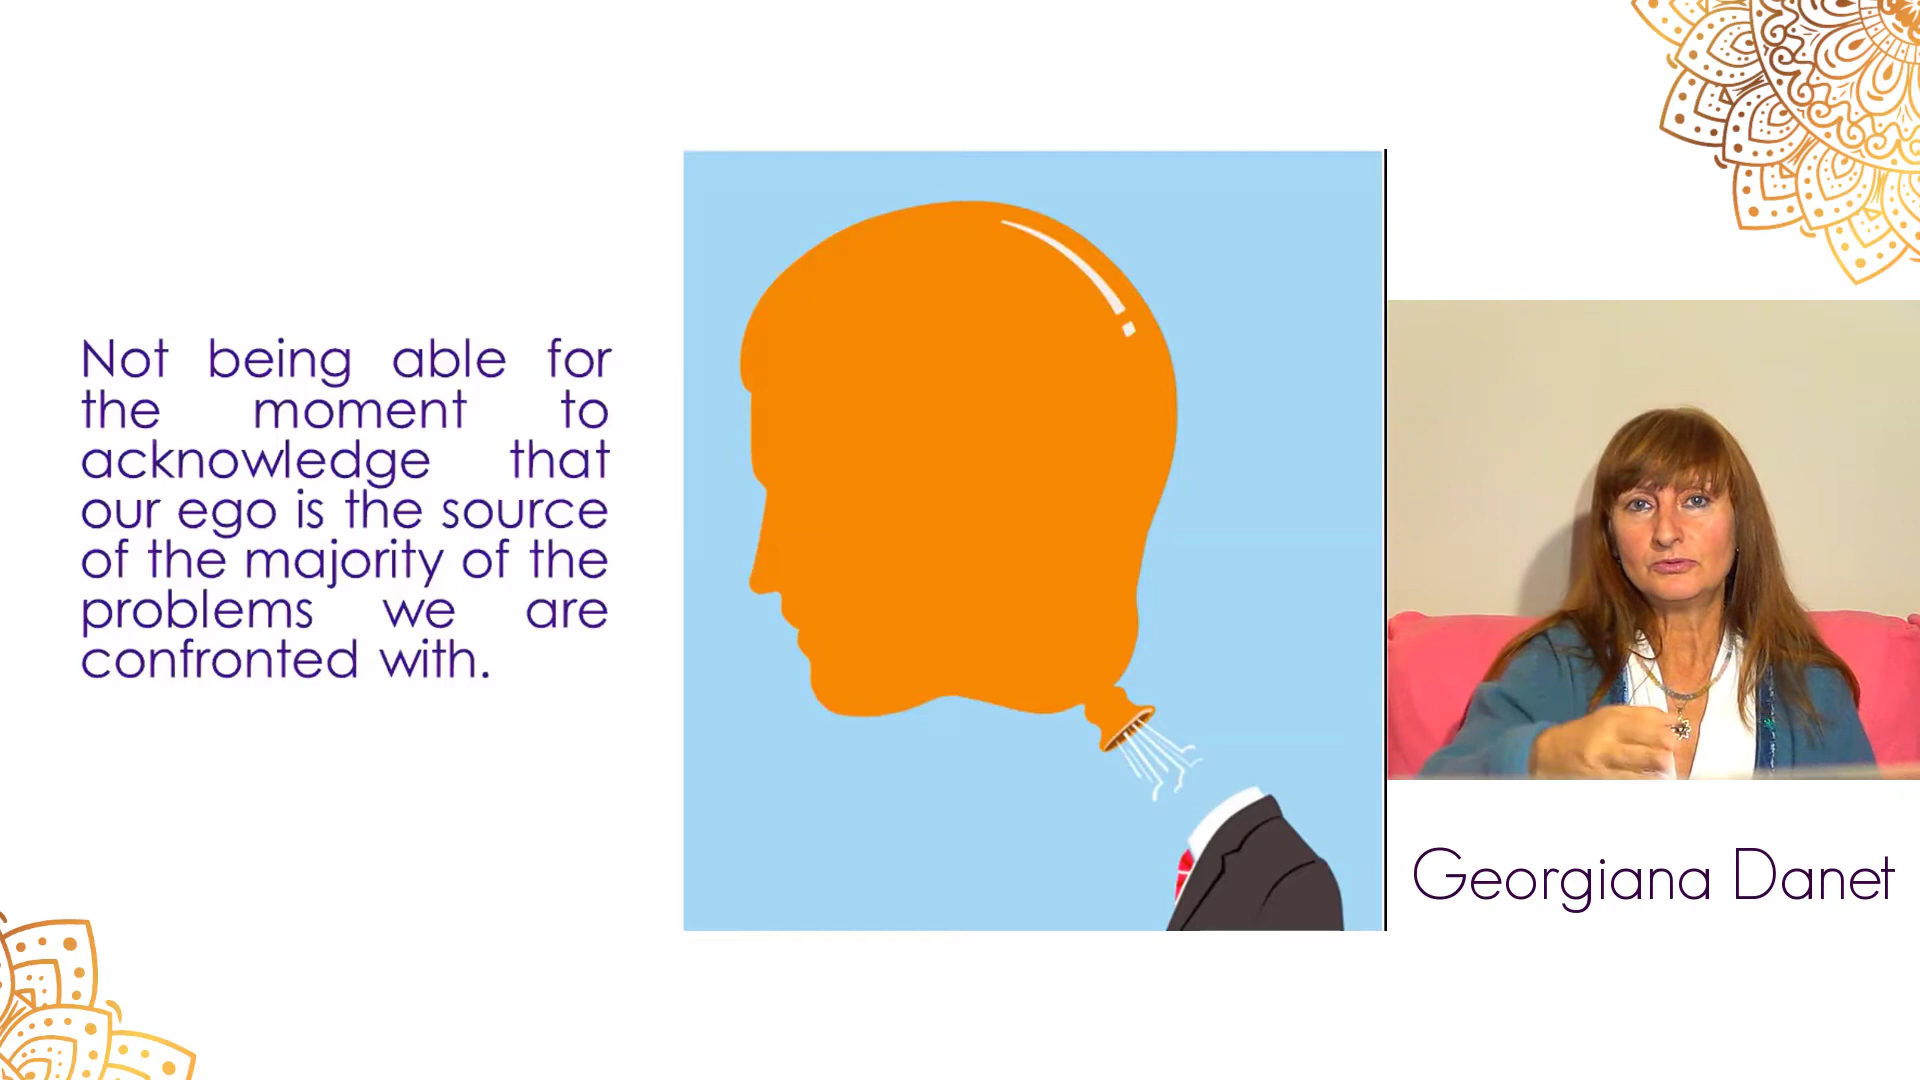 Not being able for
the moment to
acknowledge that
our ego is the source
of the majority of the
problems we are
confronted with.
Georgiana Danet